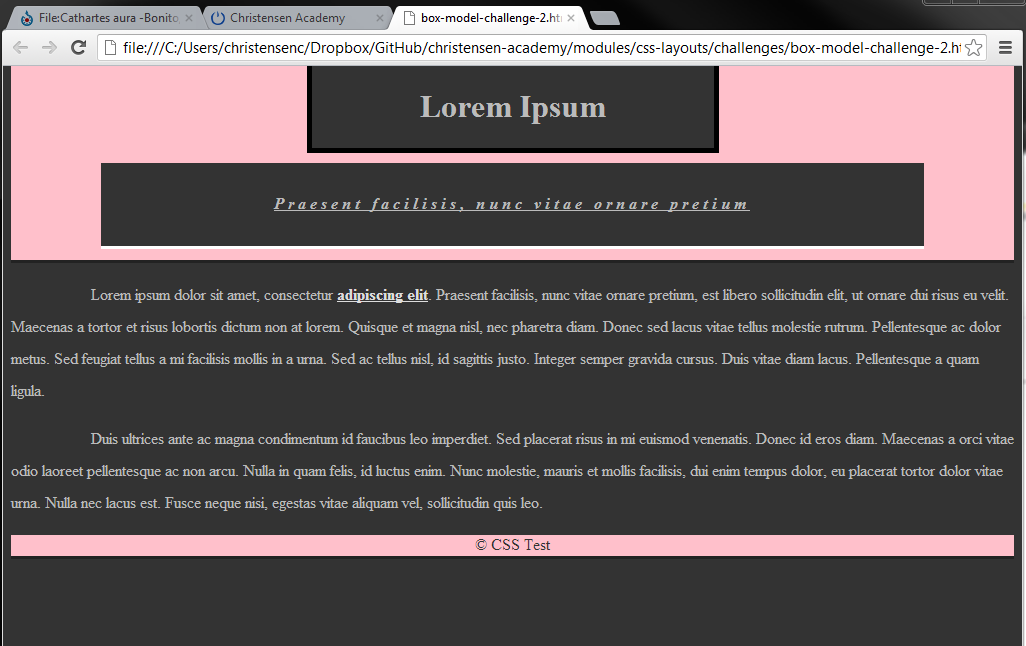 File:Cathartes aura -Bonito,
Christensen Academy
box-model-challenge-2.ht
file:///C:/Users/christensenc/Dropbox/GitHub/christensen-academy/modules/css-layouts/challenges/box-model-challenge-2.ht
Lorem Ipsum
Praesent facilisis, nunc vitae ornare pretium
Lorem ipsum dolor sit amet, consectetur adipiscing elit. Praesent facilisis, nunc vitae ornare pretium, est libero sollicitudin elit, ut ornare dui risus eu velit.
Maecenas a tortor et risus lobortis dictum non at lorem. Quisque et magna nisl, nec pharetra diam. Donec sed lacus vitae tellus molestie rutrum. Pellentesque ac dolor
metus. Sed feugiat tellus a mi facilisis mollis in a urna. Sed ac tellus nisl, id sagittis justo. Integer semper gravida cursus. Duis vitae diam lacus. Pellentesque a quam
ligula.
Duis ultrices ante ac magna condimentum id faucibus leo imperdiet. Sed placerat risus in mi euismod venenatis. Donec id eros diam. Maecenas a orci vitae
odio laoreet pellentesque ac non arcu. Nulla in quam felis, id luctus enim. Nunc molestie, mauris et mollis facilisis, dui enim tempus dolor, eu placerat tortor dolor vitae
urna. Nulla nec lacus est. Fusce neque nisi, egestas vitae aliquam vel, sollicitudin quis leo.
© CSS Test